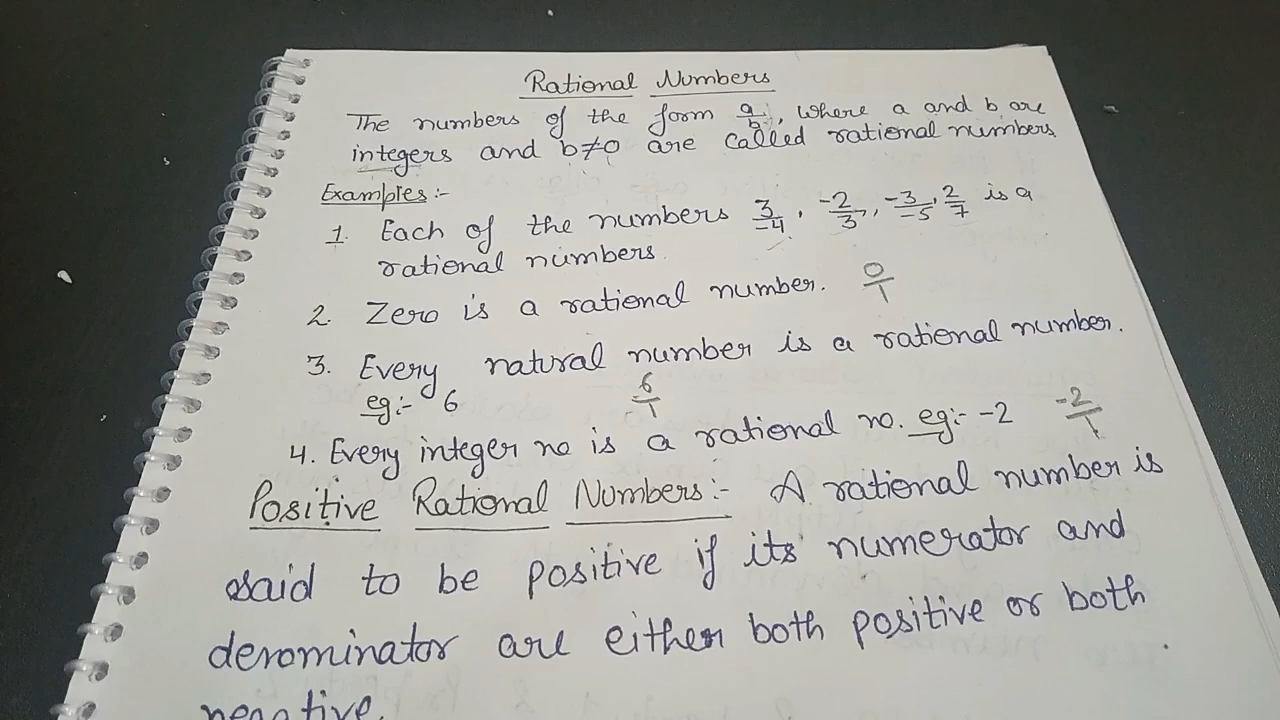 Rational Numbers
The numbers of the form a/b, where a and b are
integers and b≠0 are called rational numbers
Examples:-
1. Each of the numbers 3/-4, -2/3, -3/-5, 2/7 is a
rational numbers.
2. Zero is a rational number. 0/1
3. Every natural number is a rational number.
eg:- 6 6/1
4. Every integer no is a rational no. eg:- -2 -2/1
Positive Rational Numbers:- A rational number is
said to be positive if its numerator and
denominator are either both positive or both
negative.